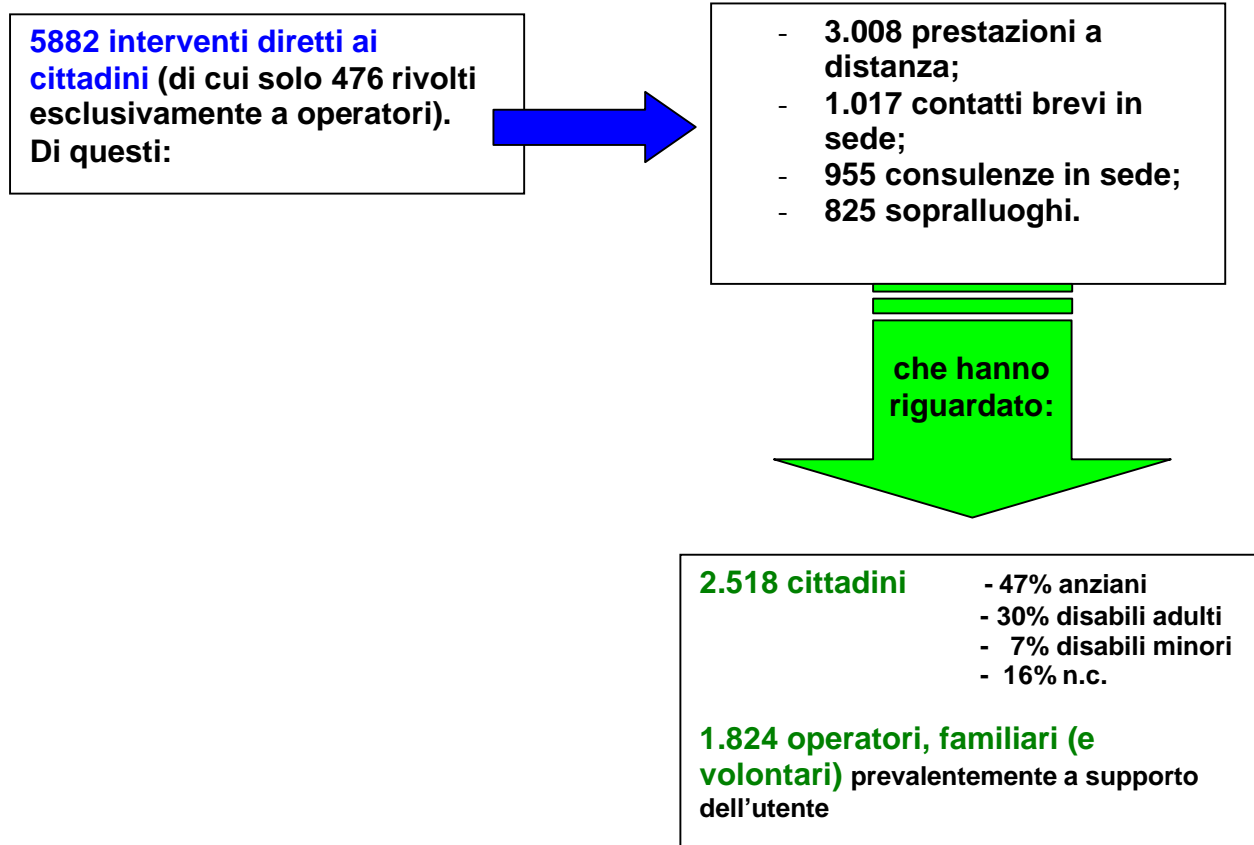 5882 interventi diretti ai
cittadini (di cui solo 476 rivolti
esclusivamente a operatori).
Di questi:
- 3.008 prestazioni a
distanza;
- 1.017 contatti brevi in
sede;
- 955 consulenze in sede;
- 825 sopralluoghi.
che hanno
riguardato:
2.518 cittadini - 47% anziani
- 30% disabili adulti
- 7% disabili minori
- 16% n.c.
1.824 operatori, familiari (e
volontari) prevalentemente a supporto
dell'utente